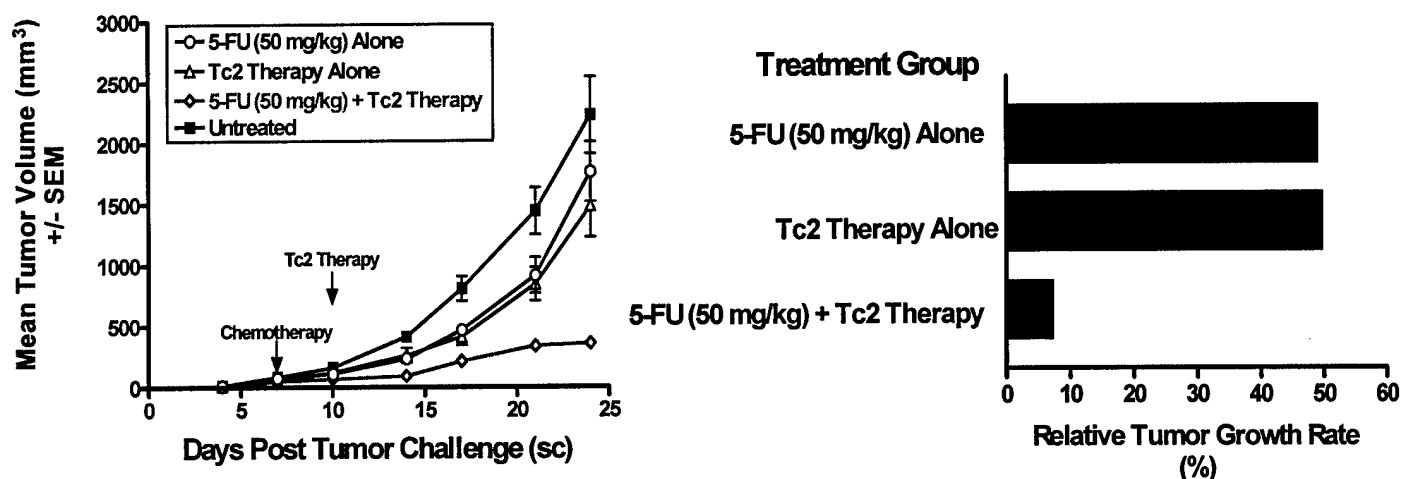 3000
2500
2000
1500
1000
500
0
Mean Tumor Volume (mm³)
+/- SEM
5-FU (50 mg/kg) Alone
Tc2 Therapy Alone
5-FU (50 mg/kg) + Tc2 Therapy
Untreated
Tc2 Therapy
Chemotherapy
0 5 10 15 20 25
Days Post Tumor Challenge (sc)
Treatment Group
5-FU (50 mg/kg) Alone
Tc2 Therapy Alone
5-FU (50 mg/kg) + Tc2 Therapy
0 10 20 30 40 50 60
Relative Tumor Growth Rate
(%)